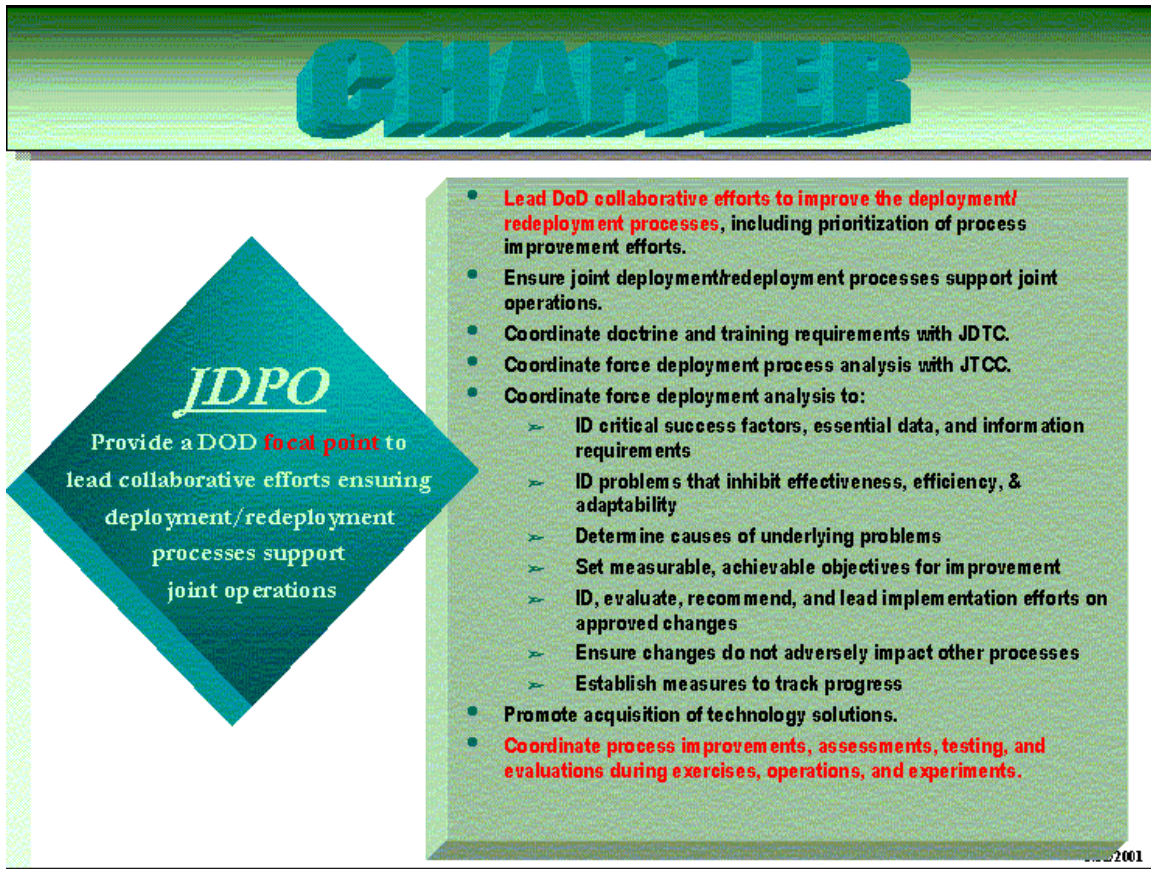 CHARTER
JDPO
Provide a DOD focal point to
lead collaborative efforts ensuring
deployment/redeployment
processes support
joint operations
• Lead DoD collaborative efforts to improve the deployment/
redeployment processes, including prioritization of process
improvement efforts.
• Ensure joint deployment/redeployment processes support joint
operations.
• Coordinate doctrine and training requirements with JDTC.
• Coordinate force deployment process analysis with JTCC.
• Coordinate force deployment analysis to:
➢ ID critical success factors, essential data, and information
requirements
➢ ID problems that inhibit effectiveness, efficiency, &
adaptability
➢ Determine causes of underlying problems
➢ Set measurable, achievable objectives for improvement
➢ ID, evaluate, recommend, and lead implementation efforts on
approved changes
➢ Ensure changes do not adversely impact other processes
➢ Establish measures to track progress
• Promote acquisition of technology solutions.
• Coordinate process improvements, assessments, testing, and
evaluations during exercises, operations, and experiments.
/2001